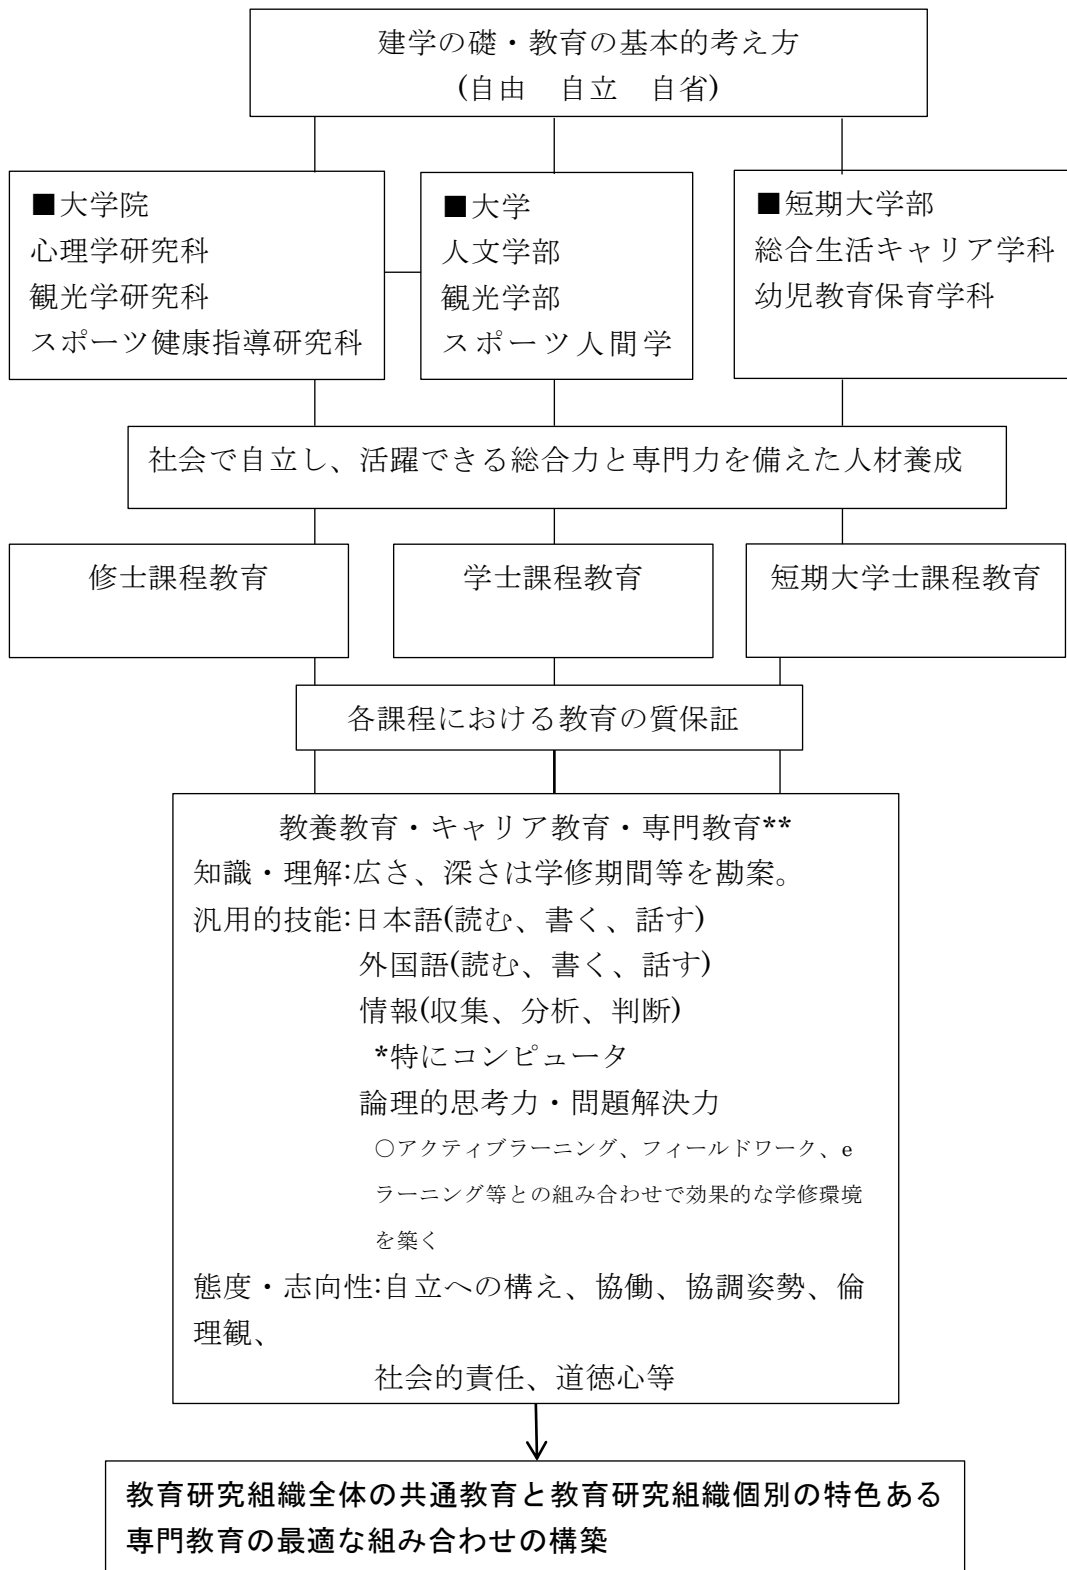 建学の礎・教育の基本的考え方
(自由　自立　自省)
■大学院
心理学研究科
観光学研究科
スポーツ健康指導研究科
■大学
人文学部
観光学部
スポーツ人間学
■短期大学部
総合生活キャリア学科
幼児教育保育学科
社会で自立し、活躍できる総合力と専門力を備えた人材養成
修士課程教育
学士課程教育
短期大学士課程教育
各課程における教育の質保証
教養教育・キャリア教育・専門教育**
知識・理解:広さ、深さは学修期間等を勘案。
汎用的技能:日本語(読む、書く、話す)
外国語(読む、書く、話す)
情報(収集、分析、判断)
*特にコンピュータ
論理的思考力・問題解決力
○アクティブラーニング、フィールドワーク、e
ラーニング等との組み合わせで効果的な学修環境
を築く
態度・志向性:自立への構え、協働、協調姿勢、倫
理観、
社会的責任、道徳心等
教育研究組織全体の共通教育と教育研究組織個別の特色ある
専門教育の最適な組み合わせの構築